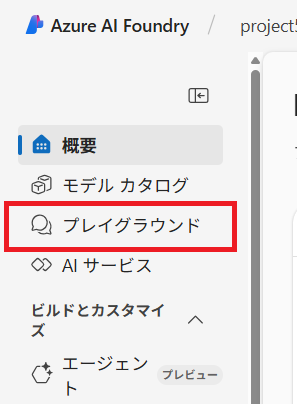 Azure AI Foundry / project5
概要
モデル カタログ
プレイグラウンド
AI サービス
ビルドとカスタマイ
ズ
エージェン
ト
プレビュー